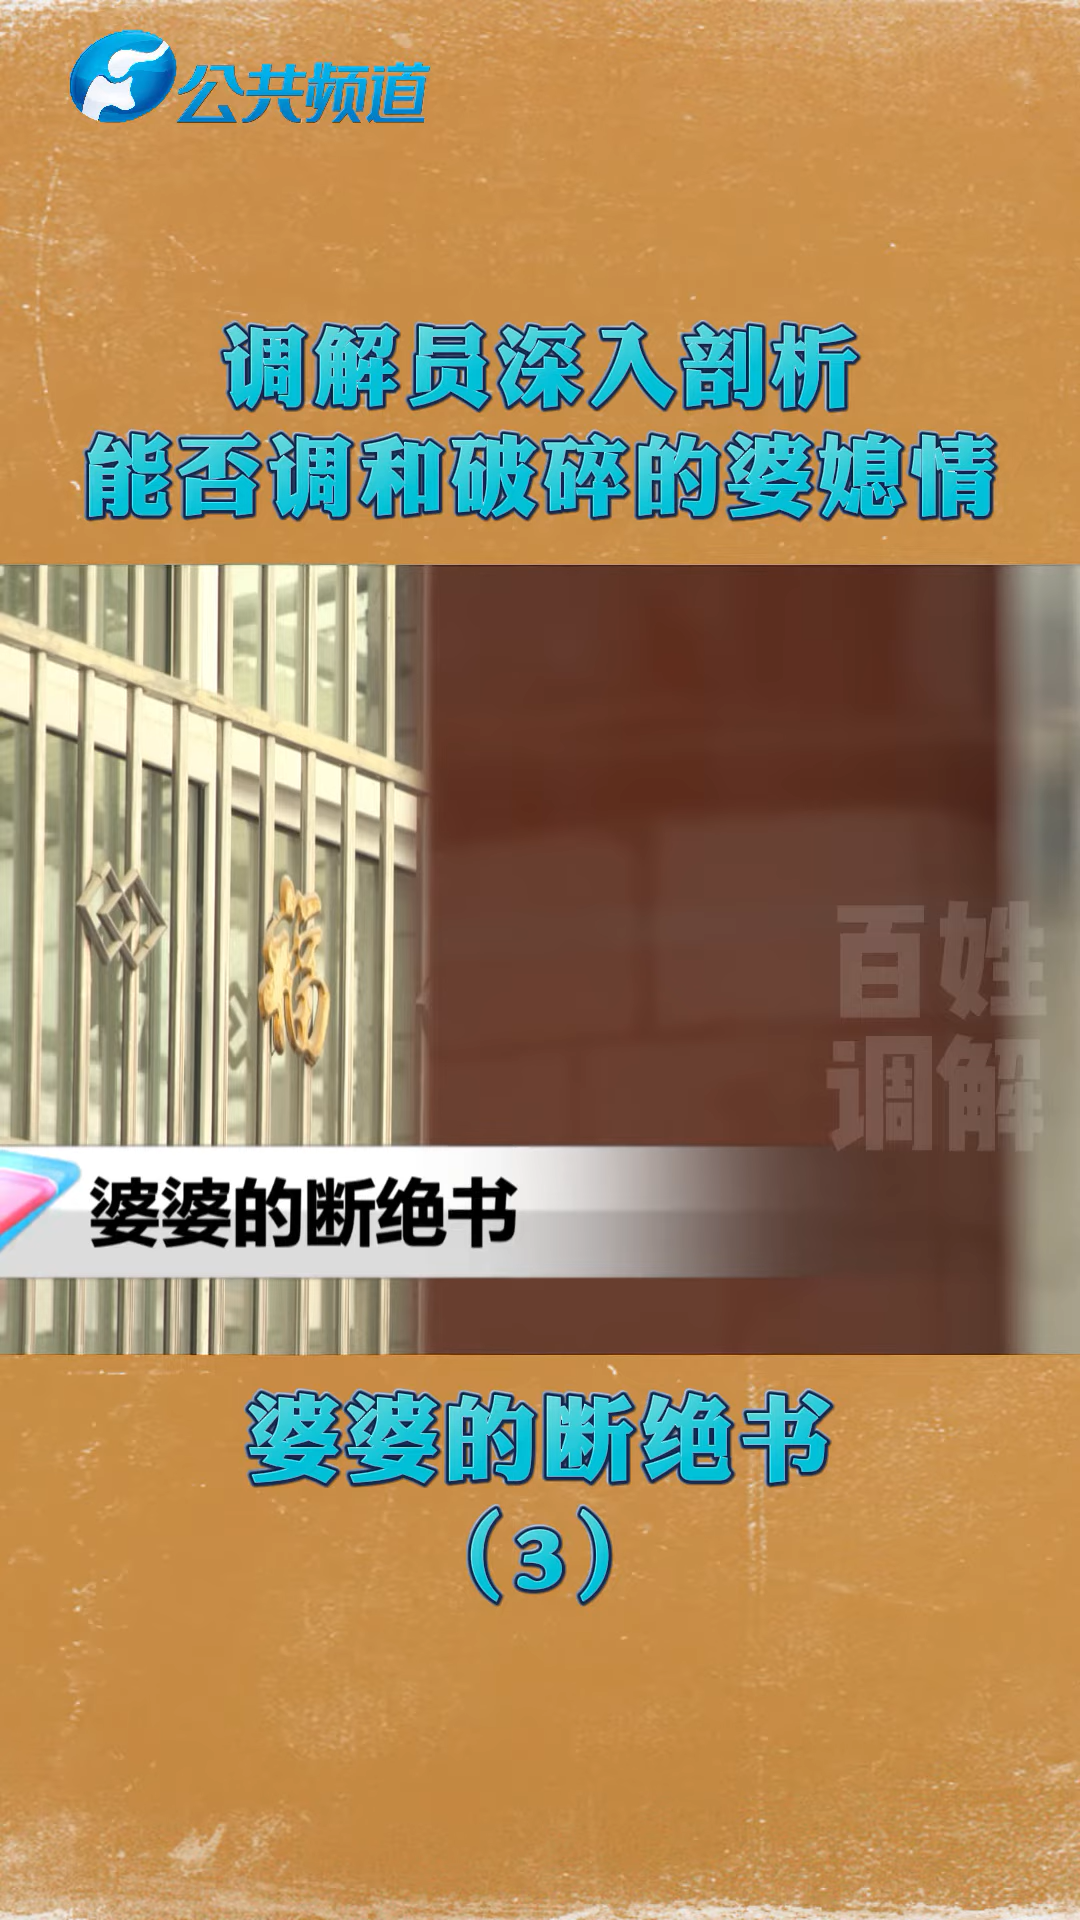 公共频道
调解员深入剖析
能否调和破碎的婆媳情
福
百姓
调解
婆婆的断绝书
婆婆的断绝书
（3）